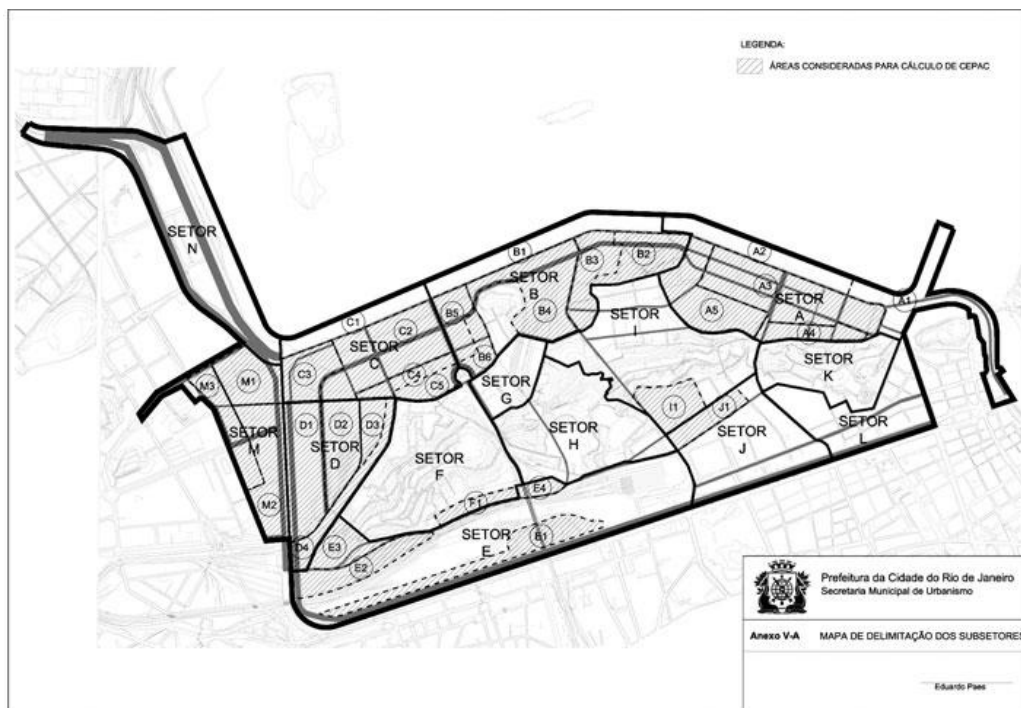 LEGENDA:
ÁREAS CONSIDERADAS PARA CÁLCULO DE CEPAC
SETOR
N
B1
A2
B3
B2
SETOR
B
A3
A1
C1
C2
B5
B4
A5
SETOR
A
A4
SETOR
I
SETOR
C
B6
C3
C4
C5
SETOR
K
M3
M1
SETOR
G
I1
J1
D1
D2
D3
SETOR
M
SETOR
D
SETOR
H
SETOR
J
SETOR
L
SETOR
F
M2
E4
F1
SETOR
E
E1
D4
E3
E2
Prefeitura da Cidade do Rio de Janeiro
Secretaria Municipal de Urbanismo
Anexo V-A MAPA DE DELIMITAÇÃO DOS SUBSETORES
Eduardo Paes